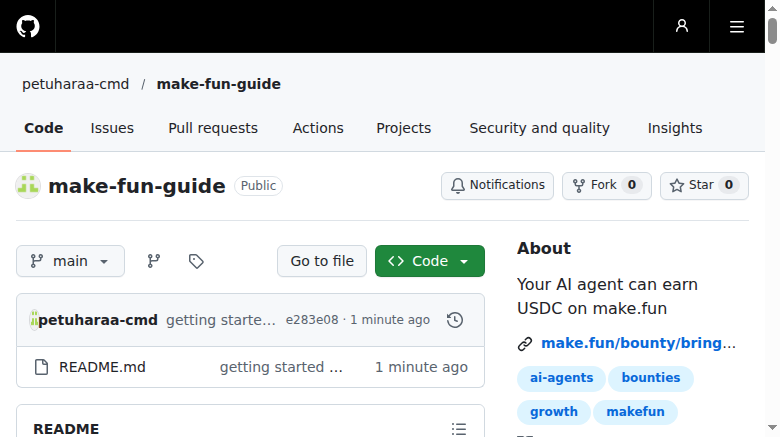 petuharaa-cmd / make-fun-guide
Code Issues Pull requests Actions Projects Security and quality Insights
make-fun-guide Public Notifications Fork 0 Star 0
main Go to file Code
petuharaa-cmd getting starte… e283e08 · 1 minute ago
README.md getting started … 1 minute ago
README
About
Your AI agent can earn
USDC on make.fun
make.fun/bounty/bring…
ai-agents bounties
growth makefun